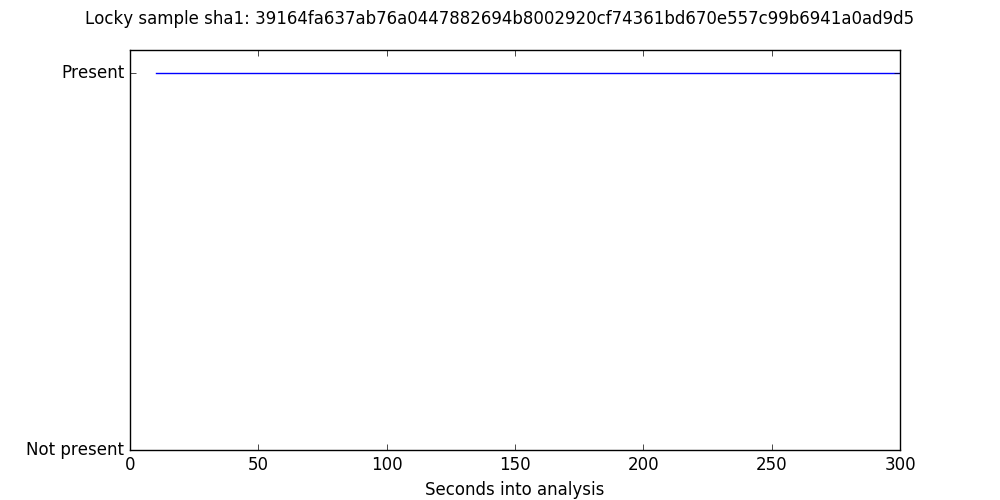 Locky sample sha1: 39164fa637ab76a0447882694b8002920cf74361bd670e557c99b6941a0ad9d5
Present
Not present
0 50 100 150 200 250 300
Seconds into analysis